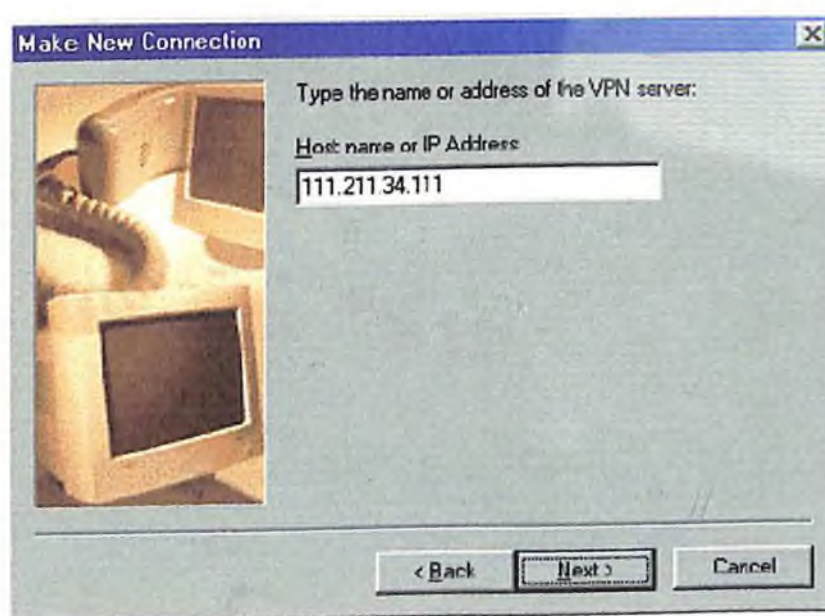 Make New Connection
Type the name or address of the VPN server:
Host name or IP Address
111.211.34.111
< Back
Next >
Cancel